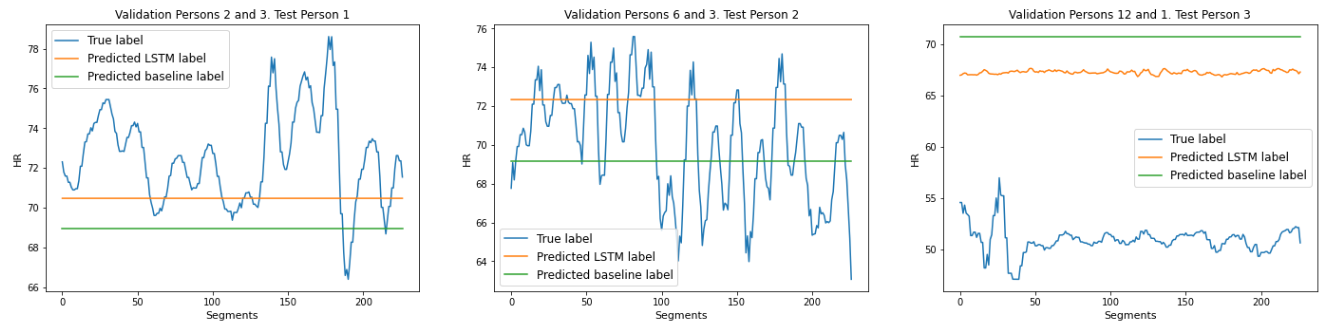 Validation Persons 2 and 3. Test Person 1
True label
Predicted LSTM label
Predicted baseline label
HR
78
76
74
72
70
68
66
0
50
100
150
200
Segments
Validation Persons 6 and 3. Test Person 2
HR
76
74
72
70
68
66
64
True label
Predicted LSTM label
Predicted baseline label
0
50
100
150
200
Segments
Validation Persons 12 and 1. Test Person 3
HR
70
65
60
55
50
True label
Predicted LSTM label
Predicted baseline label
0
50
100
150
200
Segments